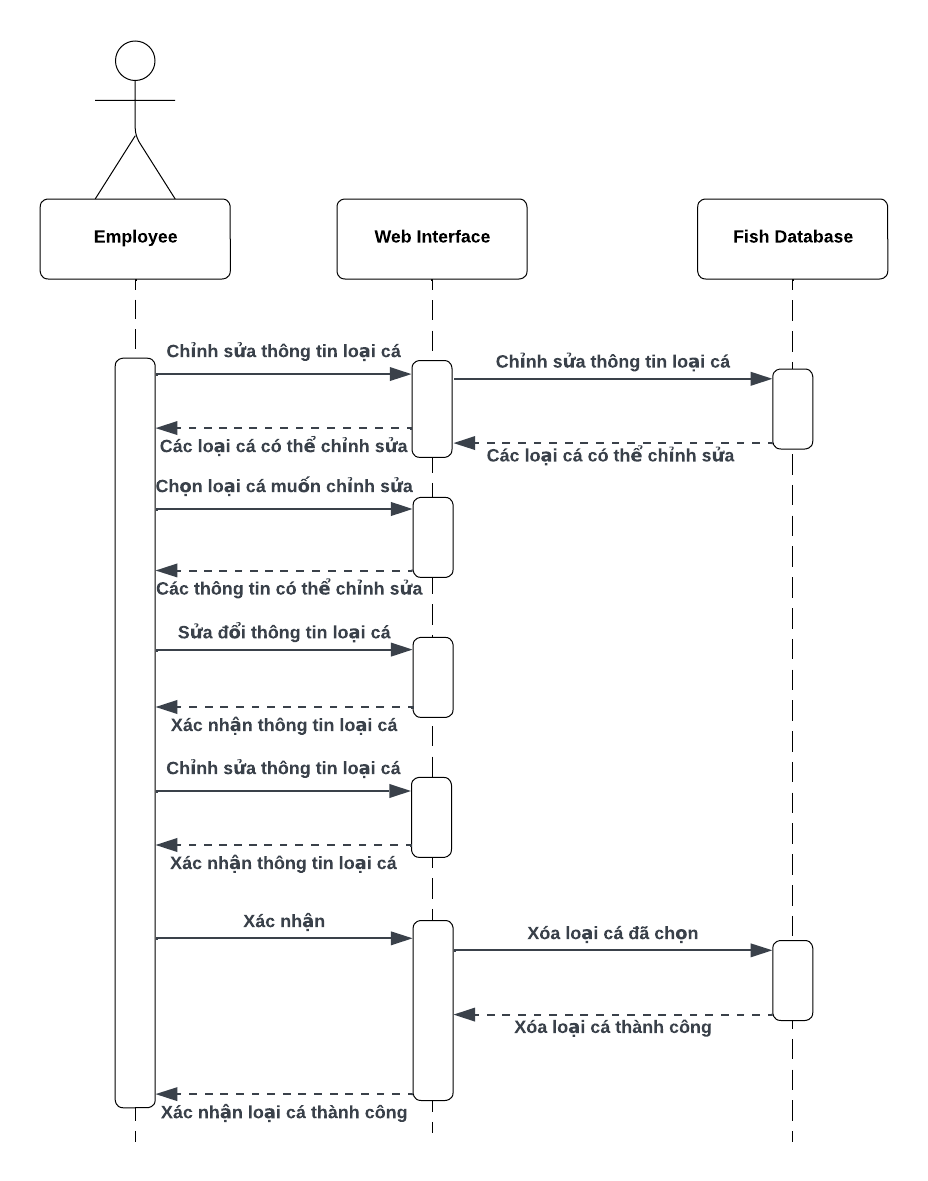 Employee
Web Interface
Fish Database
Chỉnh sửa thông tin loại cá
Chỉnh sửa thông tin loại cá
Các loại cá có thể chỉnh sửa
Các loại cá có thể chỉnh sửa
Chọn loại cá muốn chỉnh sửa
Các thông tin có thể chỉnh sửa
Sửa đổi thông tin loại cá
Xác nhận thông tin loại cá
Chỉnh sửa thông tin loại cá
Xác nhận thông tin loại cá
Xác nhận
Xóa loại cá đã chọn
Xóa loại cá thành công
Xác nhận loại cá thành công